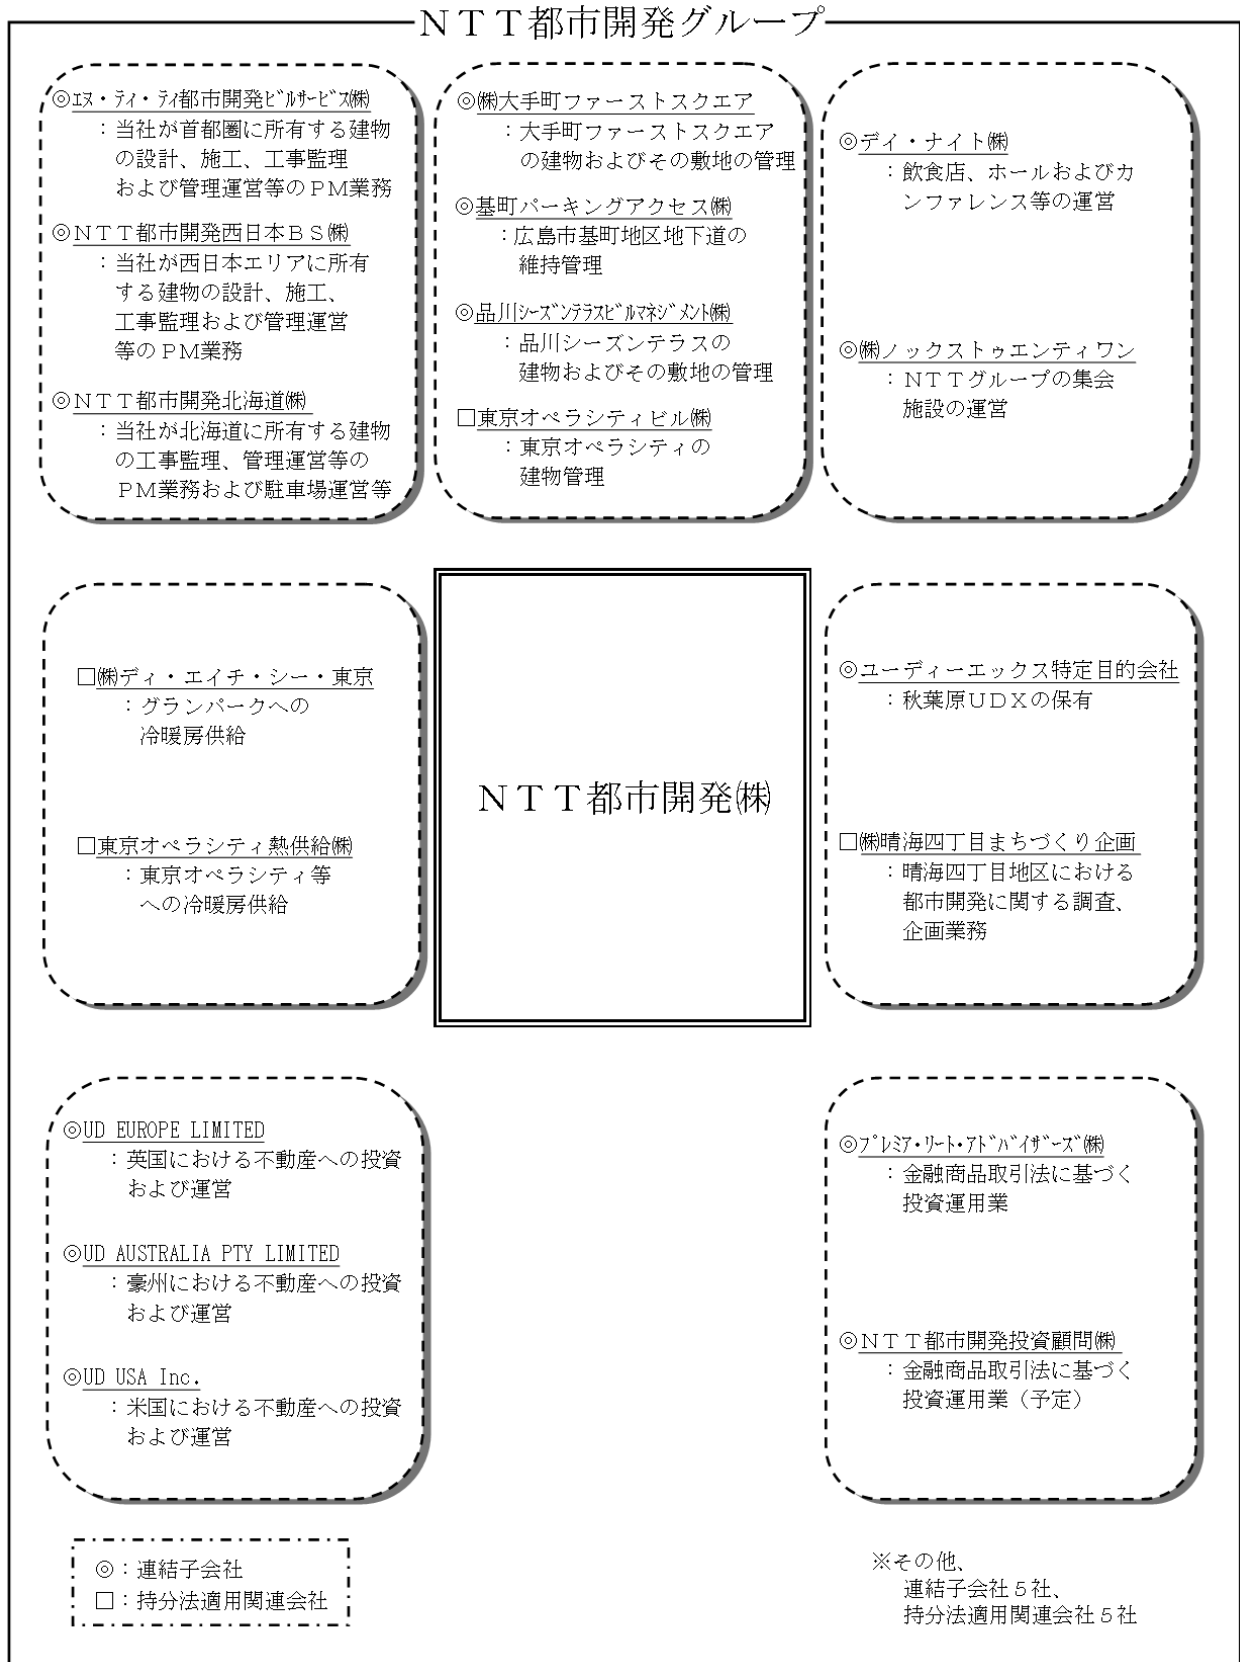 ＮＴＴ都市開発グループ
◎ｴﾇ・ﾃｨ・ﾃｨ都市開発ﾋﾞﾙｻｰﾋﾞｽ㈱
：当社が首都圏に所有する建物
の設計、施工、工事監理
および管理運営等のＰＭ業務
◎ＮＴＴ都市開発西日本ＢＳ㈱
：当社が西日本エリアに所有
する建物の設計、施工、
工事監理および管理運営
等のＰＭ業務
◎ＮＴＴ都市開発北海道㈱
：当社が北海道に所有する建物
の工事監理、管理運営等の
ＰＭ業務および駐車場運営等
◎㈱大手町ファーストスクエア
：大手町ファーストスクエア
の建物およびその敷地の管理
◎基町パーキングアクセス㈱
：広島市基町地区地下道の
維持管理
◎品川ｼｰｽﾞﾝﾃﾗｽﾋﾞﾙﾏﾈｼﾞﾒﾝﾄ㈱
：品川シーズンテラスの
建物およびその敷地の管理
□東京オペラシティビル㈱
：東京オペラシティの
建物管理
◎デイ・ナイト㈱
：飲食店、ホールおよびカ
ンファレンス等の運営
◎㈱ノックストゥエンティワン
：ＮＴＴグループの集会
施設の運営
□㈱ディ・エイチ・シー・東京
：グランパークへの
冷暖房供給
□東京オペラシティ熱供給㈱
：東京オペラシティ等
への冷暖房供給
ＮＴＴ都市開発㈱
◎ユーディーエックス特定目的会社
：秋葉原ＵＤＸの保有
□㈱晴海四丁目まちづくり企画
：晴海四丁目地区における
都市開発に関する調査、
企画業務
◎UD EUROPE LIMITED
：英国における不動産への投資
および運営
◎UD AUSTRALIA PTY LIMITED
：豪州における不動産への投資
および運営
◎UD USA Inc.
：米国における不動産への投資
および運営
◎ﾌﾟﾚﾐｱ・ﾘｰﾄ・ｱﾄﾞﾊﾞｲｻﾞｰｽﾞ㈱
：金融商品取引法に基づく
投資運用業
◎ＮＴＴ都市開発投資顧問㈱
：金融商品取引法に基づく
投資運用業（予定）
◎：連結子会社
□：持分法適用関連会社
※その他、
連結子会社５社、
持分法適用関連会社５社